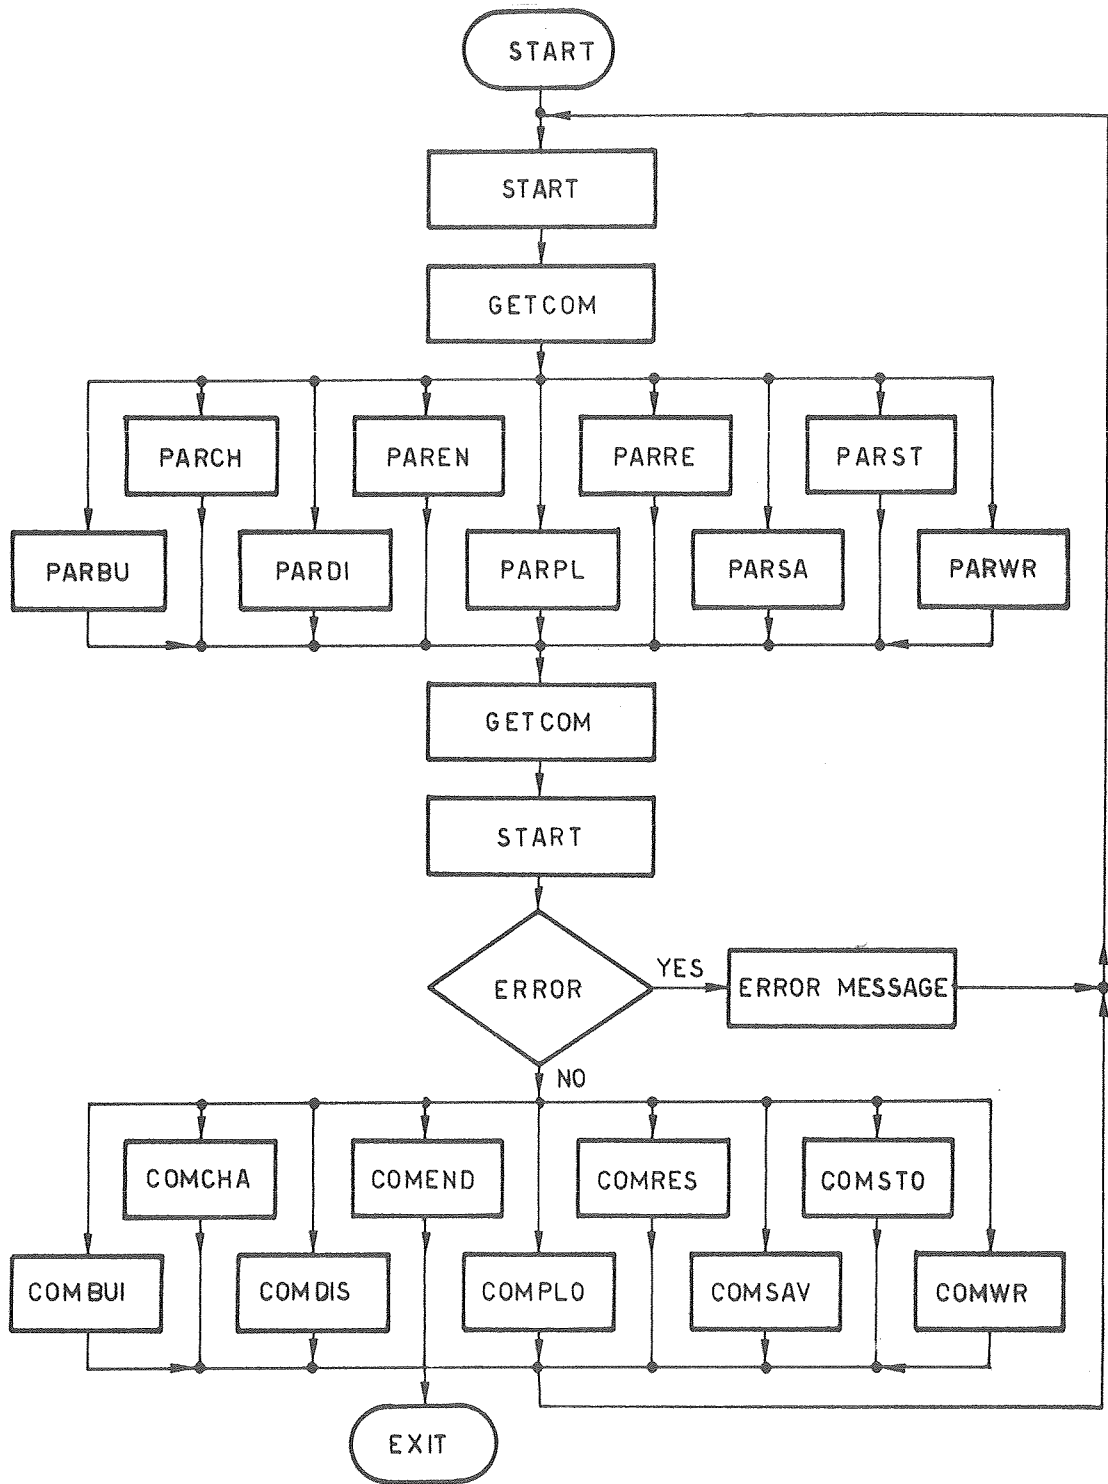 START
START
GETCOM
PARCH
PAREN
PARRE
PARST
PARBU
PARDI
PARPL
PARSA
PARWR
GETCOM
START
ERROR
YES
ERROR MESSAGE
NO
COMCHA
COMEND
COMRES
COMSTO
COMBUI
COMDIS
COMPLO
COMSAV
COMWR
EXIT